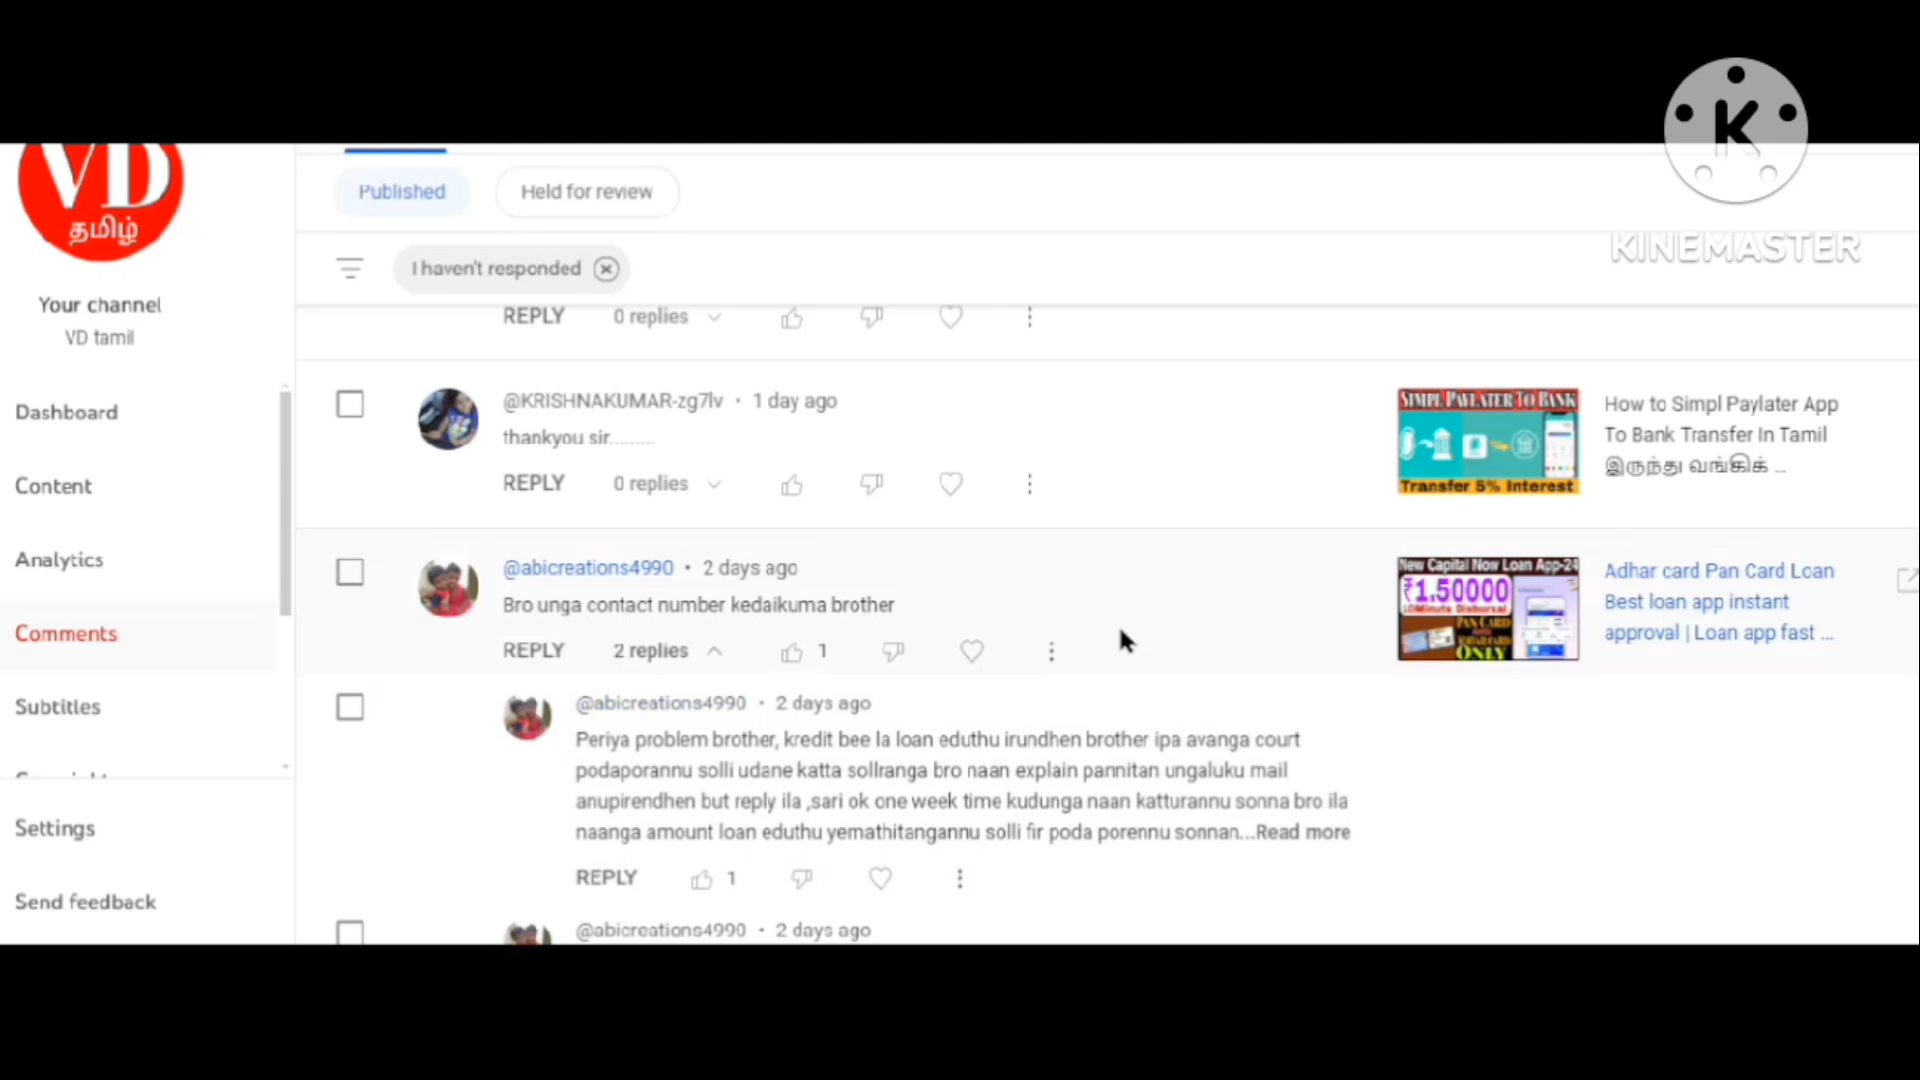 VD
தமிழ்
Your channel
VD tamil
Dashboard
Content
Analytics
Comments
Subtitles
Settings
Send feedback
Published
Held for review
I haven't responded
REPLY 0 replies
@KRISHNAKUMAR-zg7lv • 1 day ago
thankyou sir.........
REPLY 0 replies
SIMPL PAYLATER TO BANK
Transfer 5% Interest
How to Simpl Paylater App
To Bank Transfer In Tamil
இருந்து வங்கிக் ...
@abicreations4990 • 2 days ago
Bro unga contact number kedaikuma brother
REPLY 2 replies 1
New Capital Now Loan App-24
₹1.50000
10Minute Disbursal
PAN CARD
ONLY
Adhar card Pan Card Loan
Best loan app instant
approval | Loan app fast ...
@abicreations4990 • 2 days ago
Periya problem brother, kredit bee la loan eduthu irundhen brother ipa avanga court
podaporannu solli udane katta sollranga bro naan explain pannitan ungaluku mail
anupirendhen but reply ila ,sari ok one week time kudunga naan katturannu sonna bro ila
naanga amount loan eduthu yemathitangannu solli fir poda porennu sonnan...Read more
REPLY 1
@abicreations4990 • 2 days ago
K
KINEMASTER